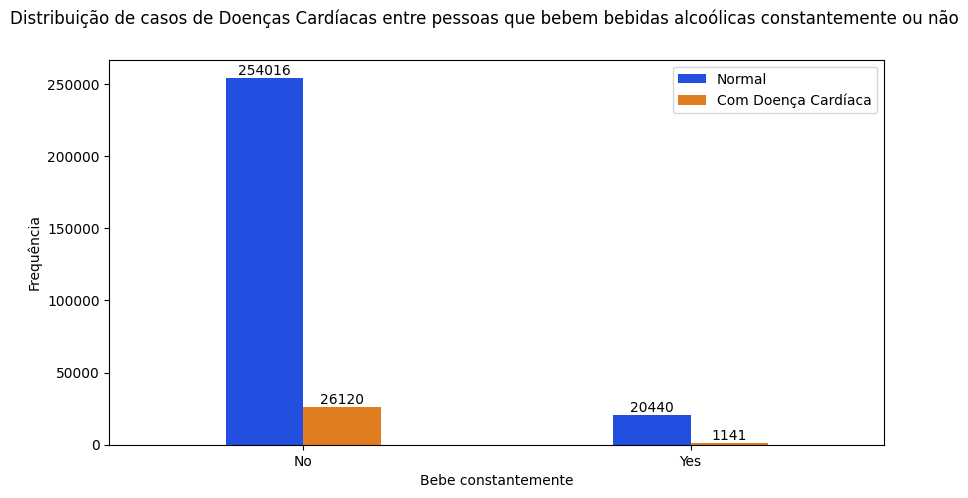 Distribuição de casos de Doenças Cardíacas entre pessoas que bebem bebidas alcoólicas constantemente ou não
Normal
Com Doença Cardíaca
254016
26120
20440
1141
250000
200000
150000
100000
50000
0
Frequência
No
Yes
Bebe constantemente